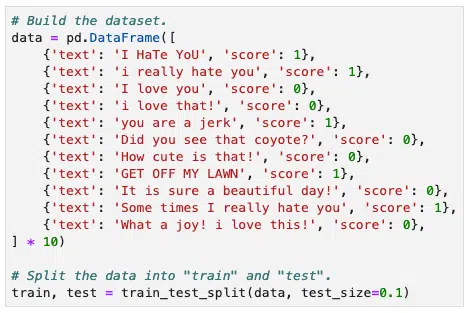 # Build the dataset.
data = pd.DataFrame([
    {'text': 'I HaTe YoU', 'score': 1},
    {'text': 'i really hate you', 'score': 1},
    {'text': 'I love you', 'score': 0},
    {'text': 'i love that!', 'score': 0},
    {'text': 'you are a jerk', 'score': 1},
    {'text': 'Did you see that coyote?', 'score': 0},
    {'text': 'How cute is that!', 'score': 0},
    {'text': 'GET OFF MY LAWN', 'score': 1},
    {'text': 'It is sure a beautiful day!', 'score': 0},
    {'text': 'Some times I really hate you', 'score': 1},
    {'text': 'What a joy! i love this!', 'score': 0},
] * 10)
# Split the data into "train" and "test".
train, test = train_test_split(data, test_size=0.1)